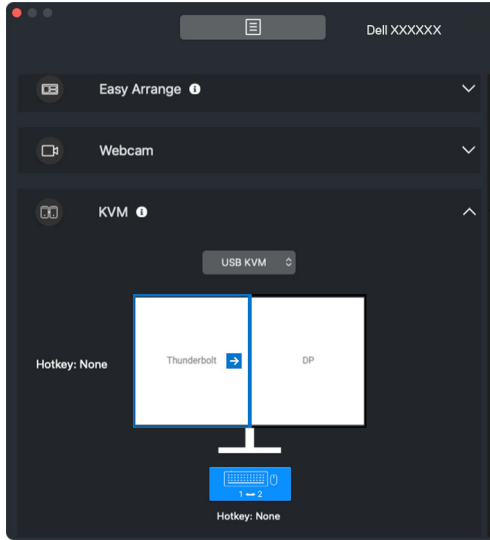 Dell XXXXXX
Easy Arrange
Webcam
KVM
USB KVM
Hotkey: None
Thunderbolt
DP
1 2
Hotkey: None